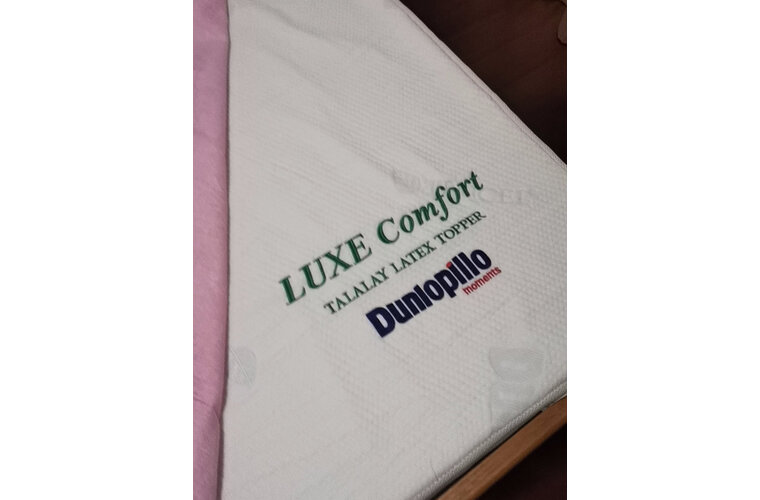 LUXE Comfort
TALALAY LATEX TOPPER
Dunlopillo
moments